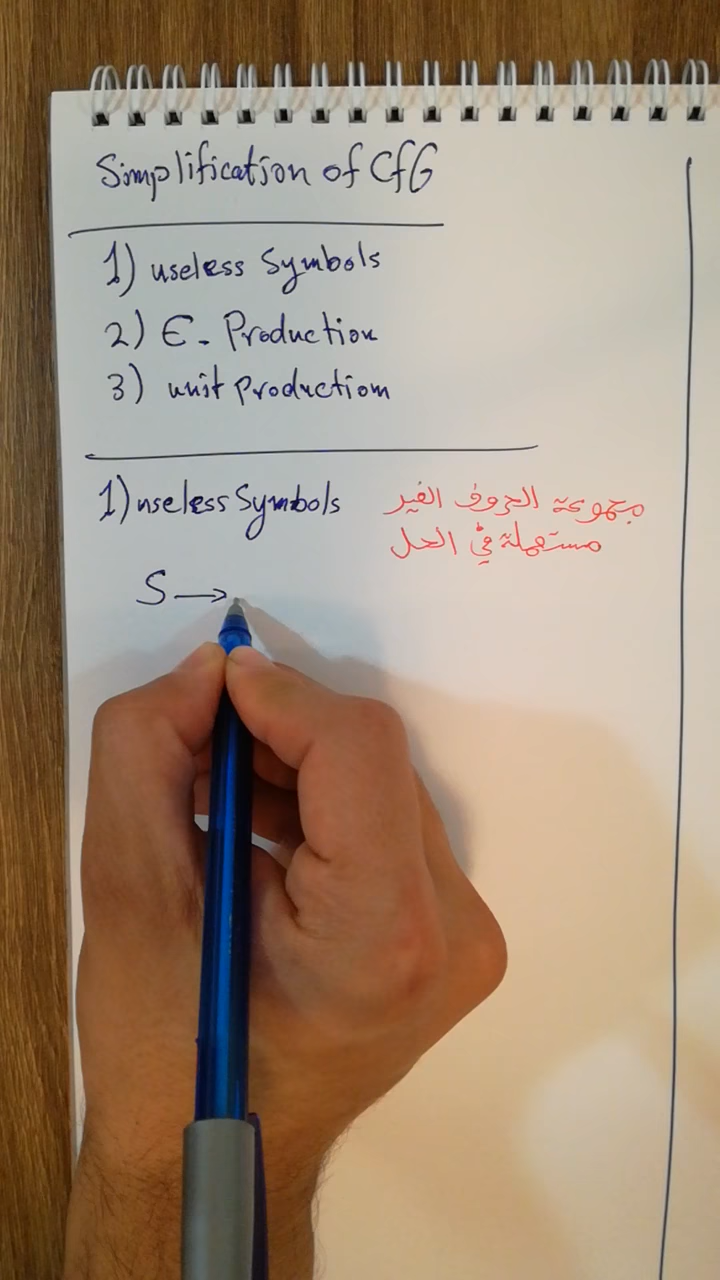 Simplification of CFG
1) useless Symbols
2) ϵ- Production
3) unit Production
1) useless Symbols
مجموعة الحروف الغير
مستعملة في الحل
S →